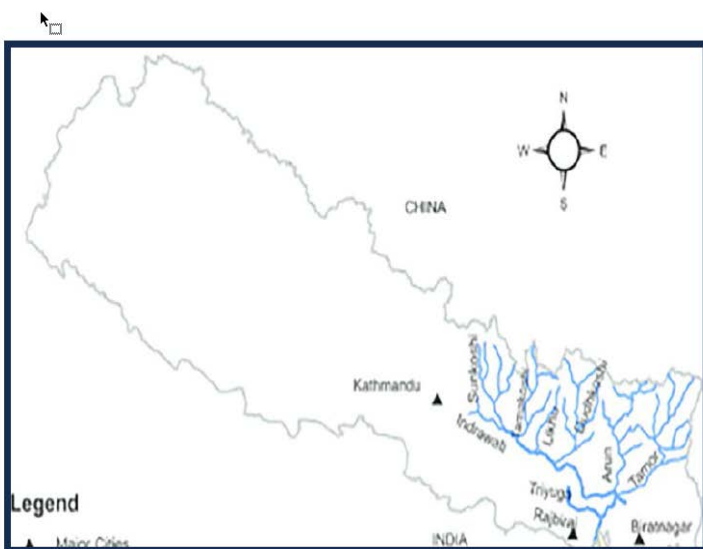 N
W E
S
CHINA
Sunkoshi
Kathmandu
Tamakoshi
Likhu
Dudhkoshi
Indrawati
Arun
Tamor
Triyuga
Rajbiraj
Biratnagar
Legend
Major Cities
INDIA